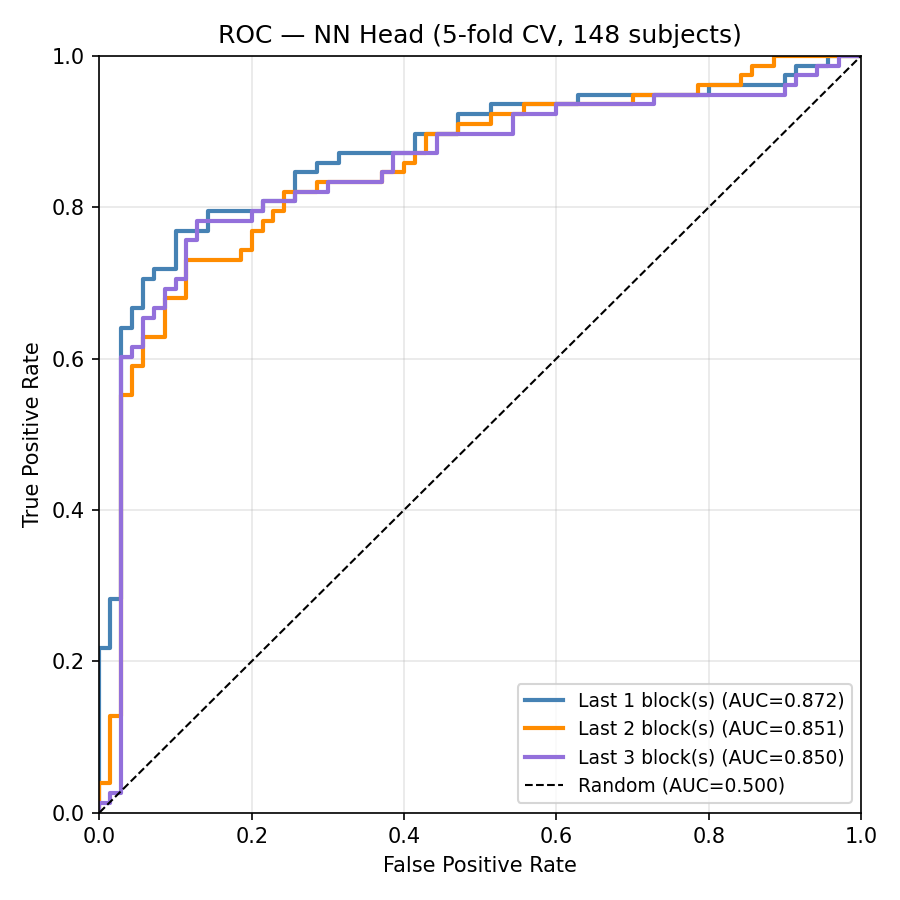 ROC — NN Head (5-fold CV, 148 subjects)
True Positive Rate
1.0
0.8
0.6
0.4
0.2
0.0
Last 1 block(s) (AUC=0.872)
Last 2 block(s) (AUC=0.851)
Last 3 block(s) (AUC=0.850)
Random (AUC=0.500)
0.0 0.2 0.4 0.6 0.8 1.0
False Positive Rate